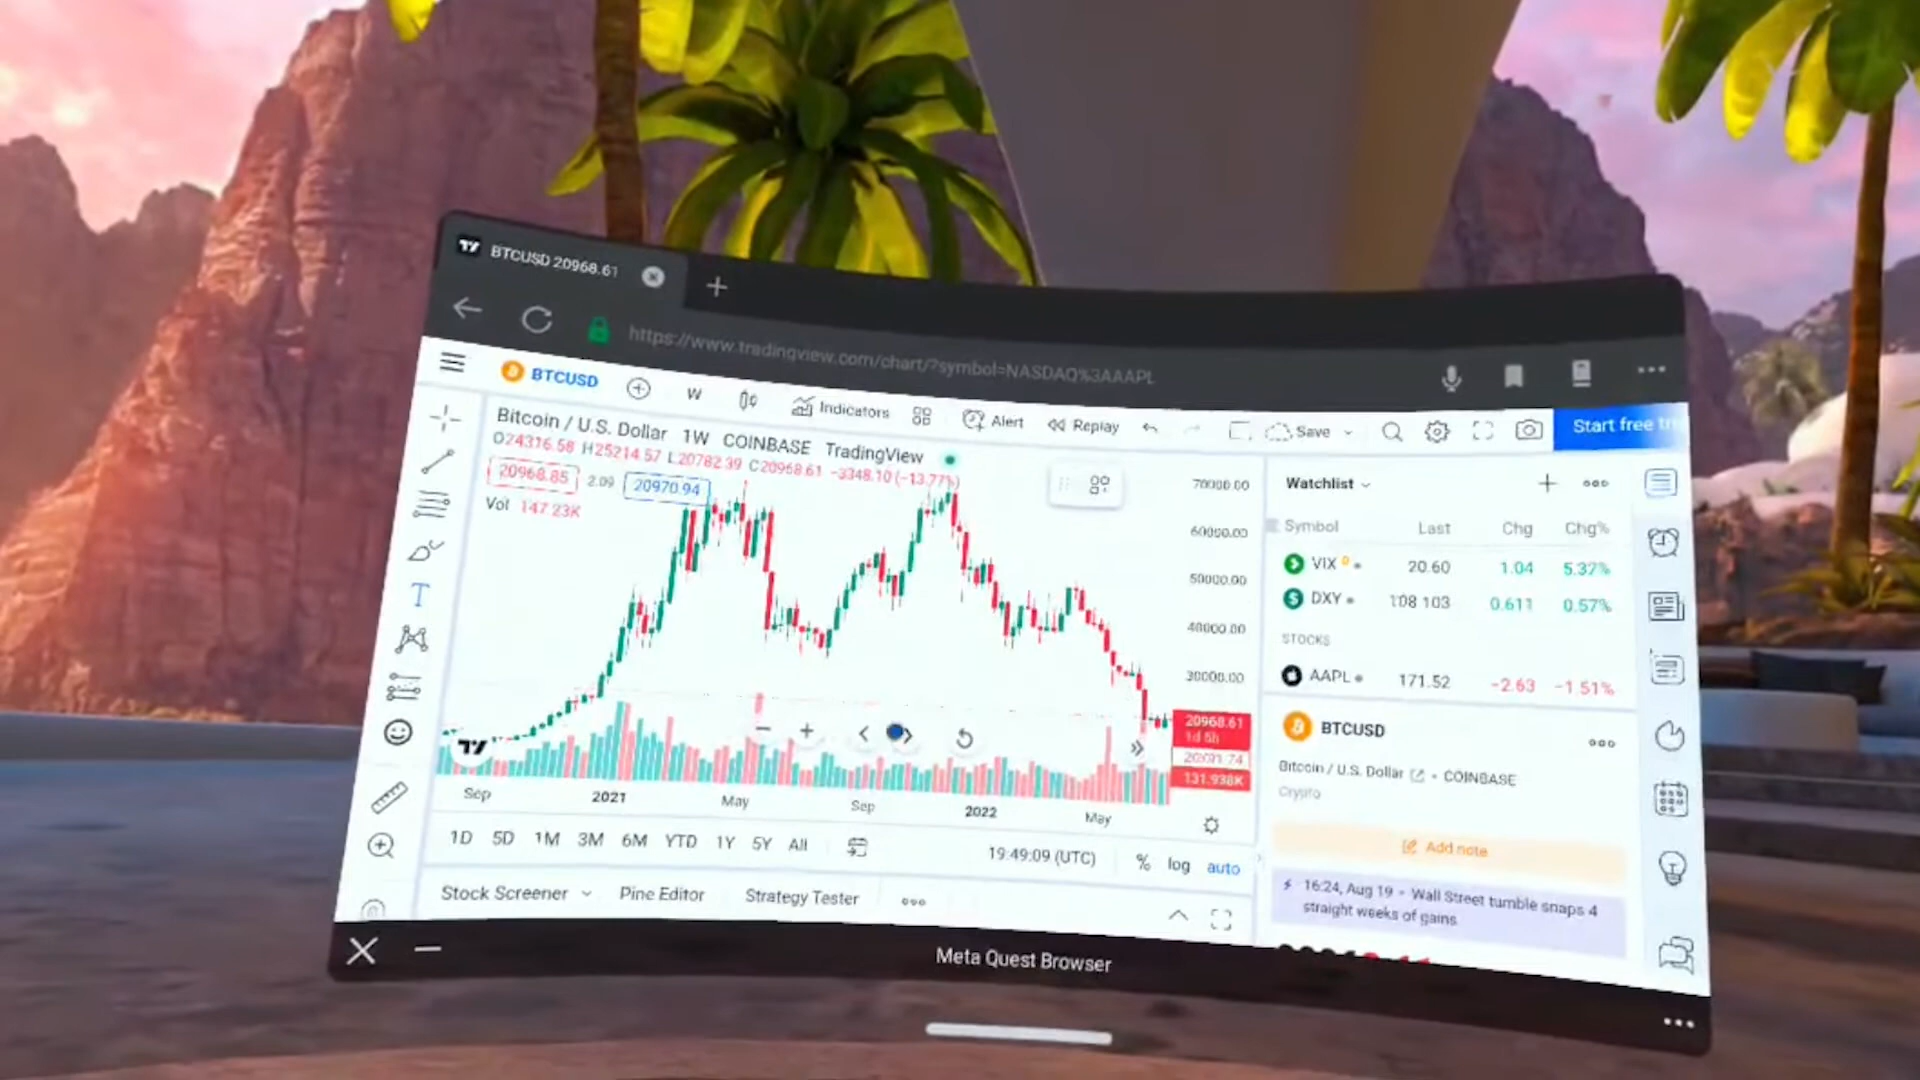 BTCUSD 20968.61
https://www.tradingview.com/chart/?symbol=NASDAQ%3AAAPL
BTCUSD W Indicators Alert Replay Save Start free
Bitcoin / U.S. Dollar 1W COINBASE TradingView
O24316.58 H25214.57 L20782.39 C20968.61 −3348.10 (−13.77%)
20968.85 2.09 20970.94
Vol 147.23K
70000.00
60000.00
50000.00
40000.00
30000.00
20968.61
1d 5h
131.938K
Sep 2021 May Sep 2022 May
1D 5D 1M 3M 6M YTD 1Y 5Y All
19:49:09 (UTC) % log auto
Stock Screener Pine Editor Strategy Tester
Watchlist
Symbol Last Chg Chg%
VIX 20.60 1.04 5.32%
DXY 108 103 0.611 0.57%
STOCKS
AAPL 171.52 −2.63 −1.51%
BTCUSD
Bitcoin / U.S. Dollar • COINBASE
Crypto
Add note
16:24, Aug 19 • Wall Street tumble snaps 4
straight weeks of gains
Meta Quest Browser